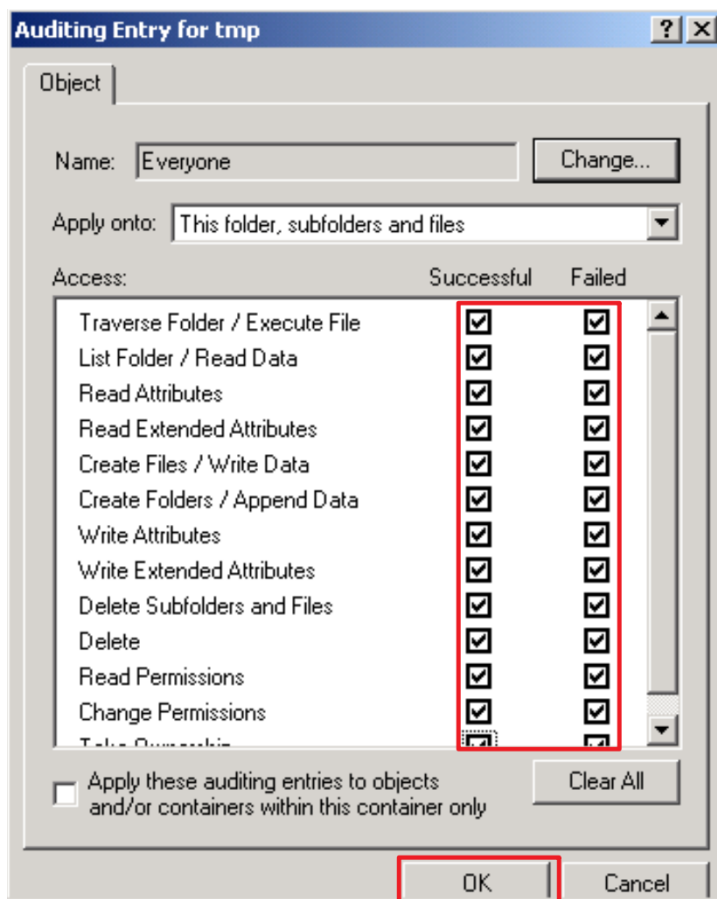 Auditing Entry for tmp
Object
Name: Everyone Change...
Apply onto: This folder, subfolders and files
Access: Successful Failed
Traverse Folder / Execute File
List Folder / Read Data
Read Attributes
Read Extended Attributes
Create Files / Write Data
Create Folders / Append Data
Write Attributes
Write Extended Attributes
Delete Subfolders and Files
Delete
Read Permissions
Change Permissions
Take Ownership
Apply these auditing entries to objects Clear All
and/or containers within this container only
OK Cancel